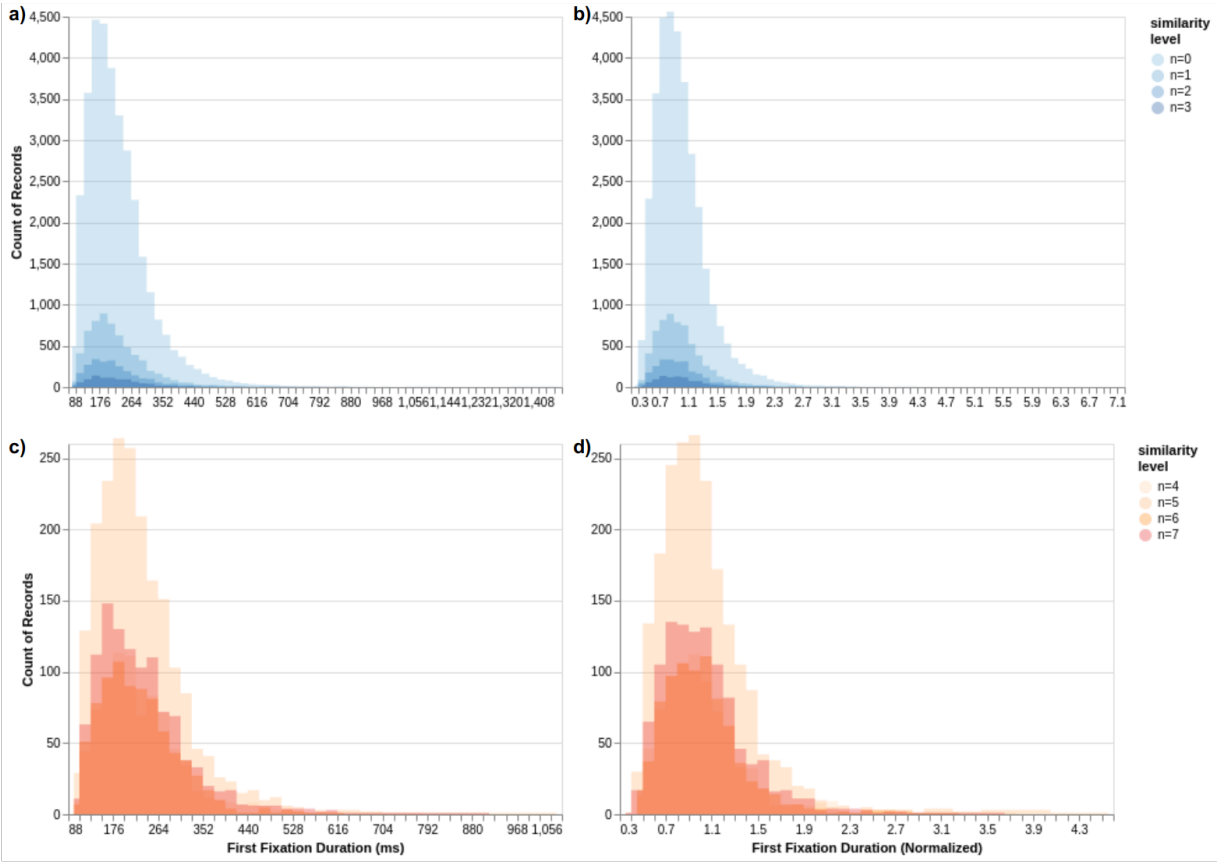 a)
4,500
4,000
3,500
3,000
2,500
2,000
1,500
1,000
500
0
Count of Records
88 176 264 352 440 528 616 704 792 880 968 1,056 1,144 1,232 1,320 1,408
b)
4,500
4,000
3,500
3,000
2,500
2,000
1,500
1,000
500
0
0.3 0.7 1.1 1.5 1.9 2.3 2.7 3.1 3.5 3.9 4.3 4.7 5.1 5.5 5.9 6.3 6.7 7.1
similarity
level
n=0
n=1
n=2
n=3
c)
250
200
150
100
50
0
Count of Records
88 176 264 352 440 528 616 704 792 880 968 1,056
First Fixation Duration (ms)
d)
250
200
150
100
50
0
0.3 0.7 1.1 1.5 1.9 2.3 2.7 3.1 3.5 3.9 4.3
First Fixation Duration (Normalized)
similarity
level
n=4
n=5
n=6
n=7